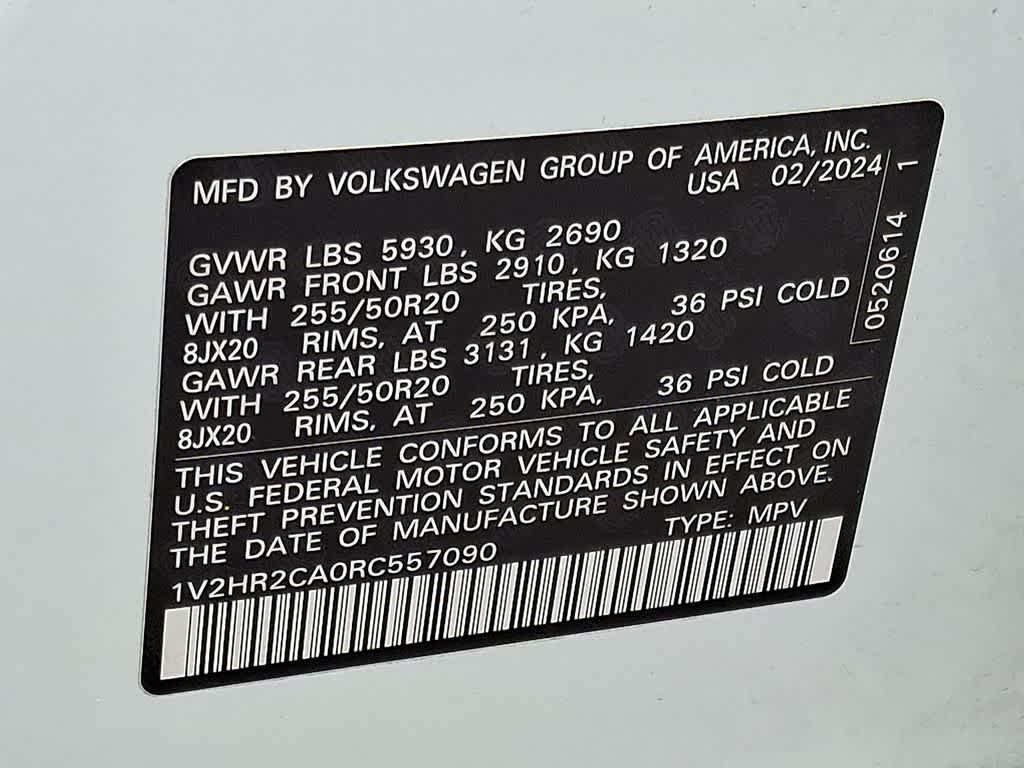 MFD BY VOLKSWAGEN GROUP OF AMERICA, INC.
USA 02/2024
GVWR LBS 5930, KG 2690
GAWR FRONT LBS 2910, KG 1320
WITH 255/50R20 TIRES,
8JX20 RIMS, AT 250 KPA, 36 PSI COLD
GAWR REAR LBS 3131, KG 1420
WITH 255/50R20 TIRES,
8JX20 RIMS, AT 250 KPA, 36 PSI COLD
THIS VEHICLE CONFORMS TO ALL APPLICABLE
U.S. FEDERAL MOTOR VEHICLE SAFETY AND
THEFT PREVENTION STANDARDS IN EFFECT ON
THE DATE OF MANUFACTURE SHOWN ABOVE.
1V2HR2CA0RC557090 TYPE: MPV
0520614 1